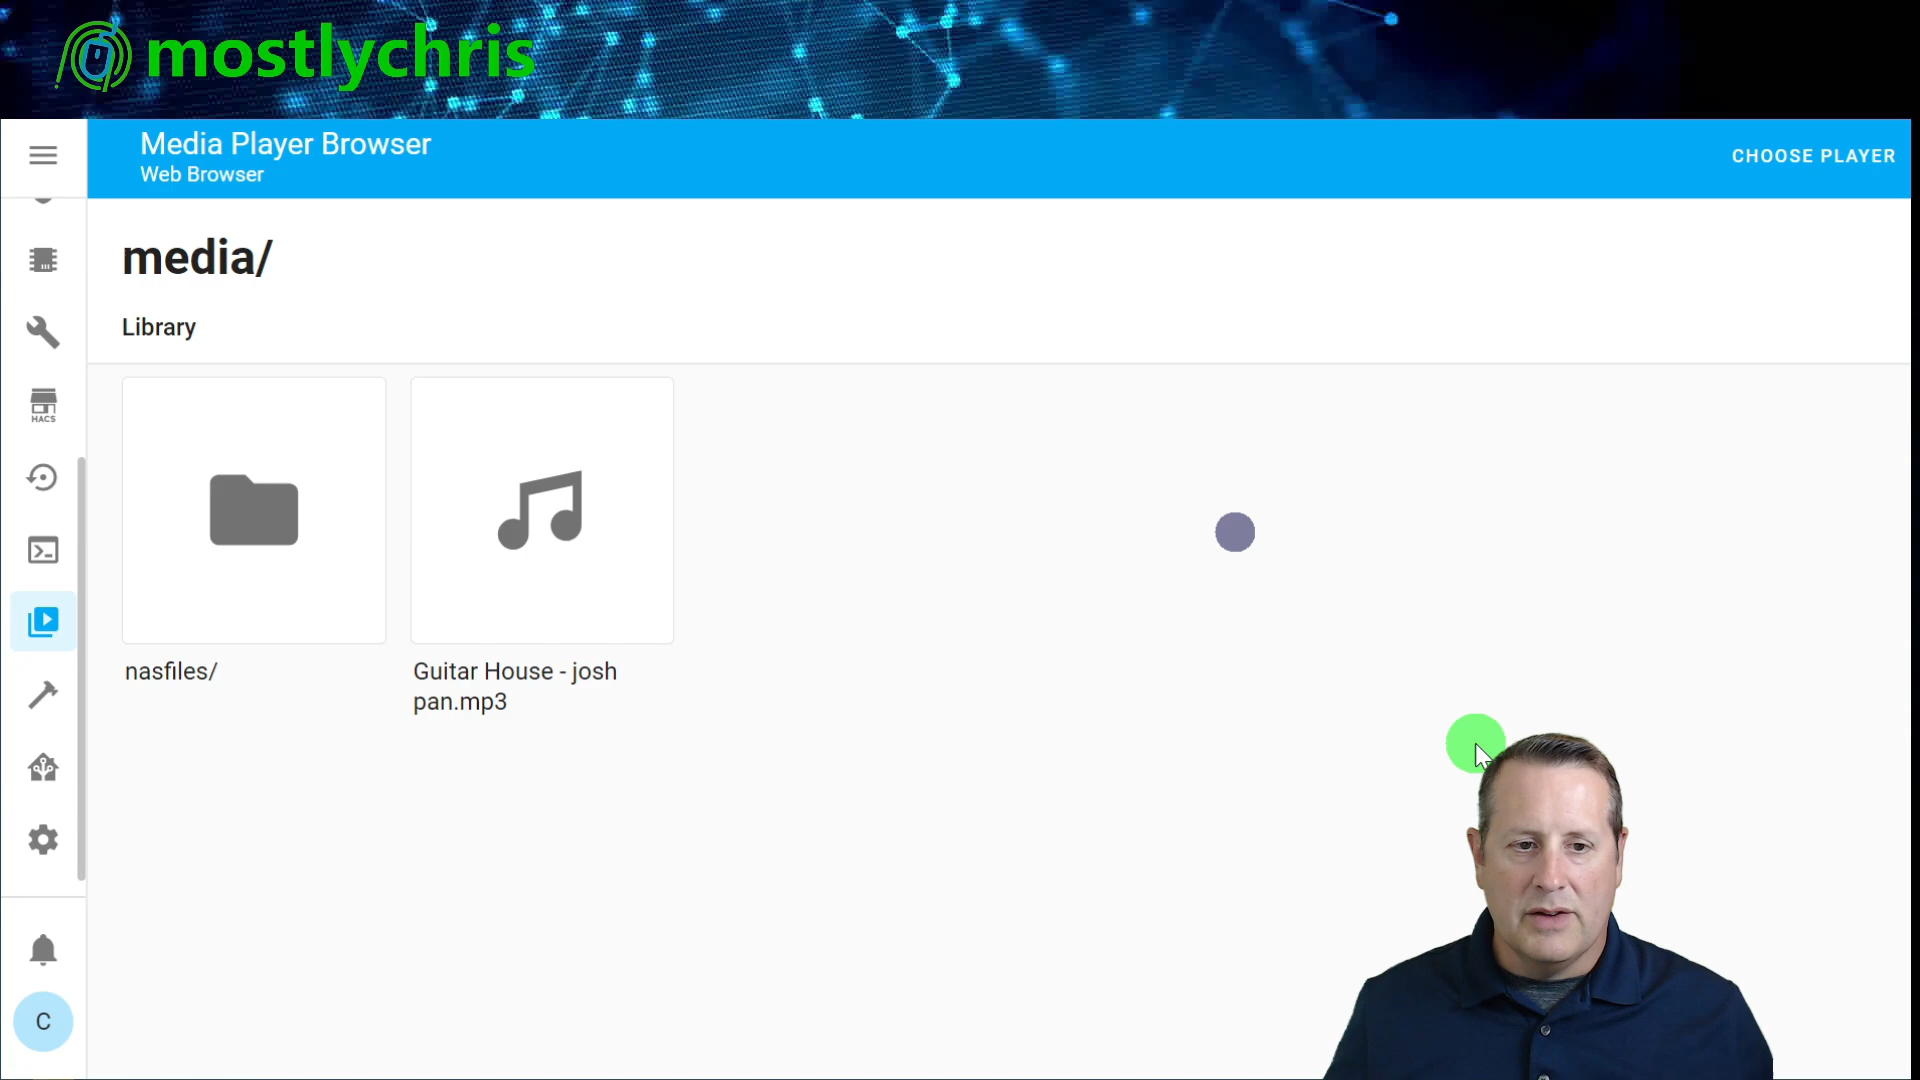 mostlychris
Media Player Browser
Web Browser
CHOOSE PLAYER
media/
Library
HACS
nasfiles/
Guitar House - josh
pan.mp3
C